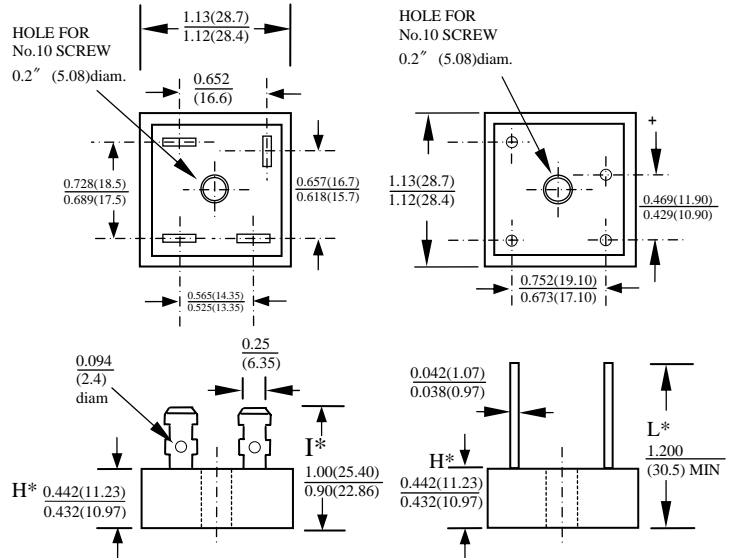 HOLE FOR
No.10 SCREW
0.2″ (5.08)diam.
1.13(28.7)
1.12(28.4)
0.652
(16.6)
0.728(18.5)
0.689(17.5)
0.657(16.7)
0.618(15.7)
0.565(14.35)
0.525(13.35)
HOLE FOR
No.10 SCREW
0.2″ (5.08)diam.
+
1.13(28.7)
1.12(28.4)
0.469(11.90)
0.429(10.90)
0.752(19.10)
0.673(17.10)
0.094
(2.4)
diam
0.25
(6.35)
I*
1.00(25.40)
0.90(22.86)
H* 0.442(11.23)
0.432(10.97)
0.042(1.07)
0.038(0.97)
H*
0.442(11.23)
0.432(10.97)
L*
1.200
(30.5) MIN